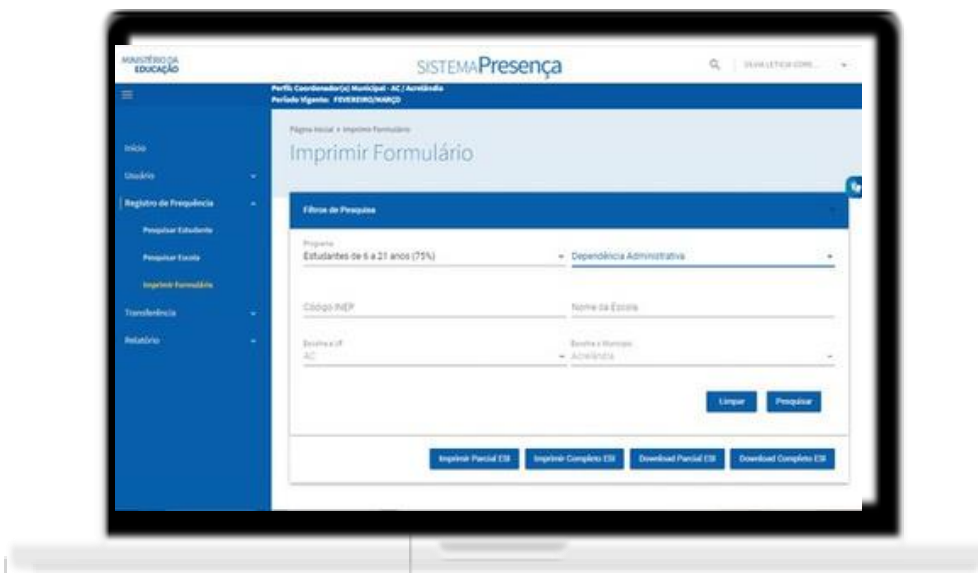 MINISTÉRIO DA
EDUCAÇÃO
SISTEMAPresença
Perfil: Coordenador(a) Municipal - AC / Acrelândia
Período Vigente: FEVEREIRO/MARÇO
Página Inicial > Imprimir Formulário
Imprimir Formulário
Início
Usuário
Registro de Frequência
Pesquisar Estudante
Pesquisar Escola
Imprimir Formulário
Transferência
Relatório
Filtros de Pesquisa
Programa
Estudantes de 6 a 21 anos (75%)
Dependência Administrativa
Código INEP
Nome da Escola
Escolha a UF
AC
Escolha o Município
Acrelândia
Limpar
Pesquisar
Imprimir Parcial ESI
Imprimir Completo ESI
Download Parcial ESI
Download Completo ESI